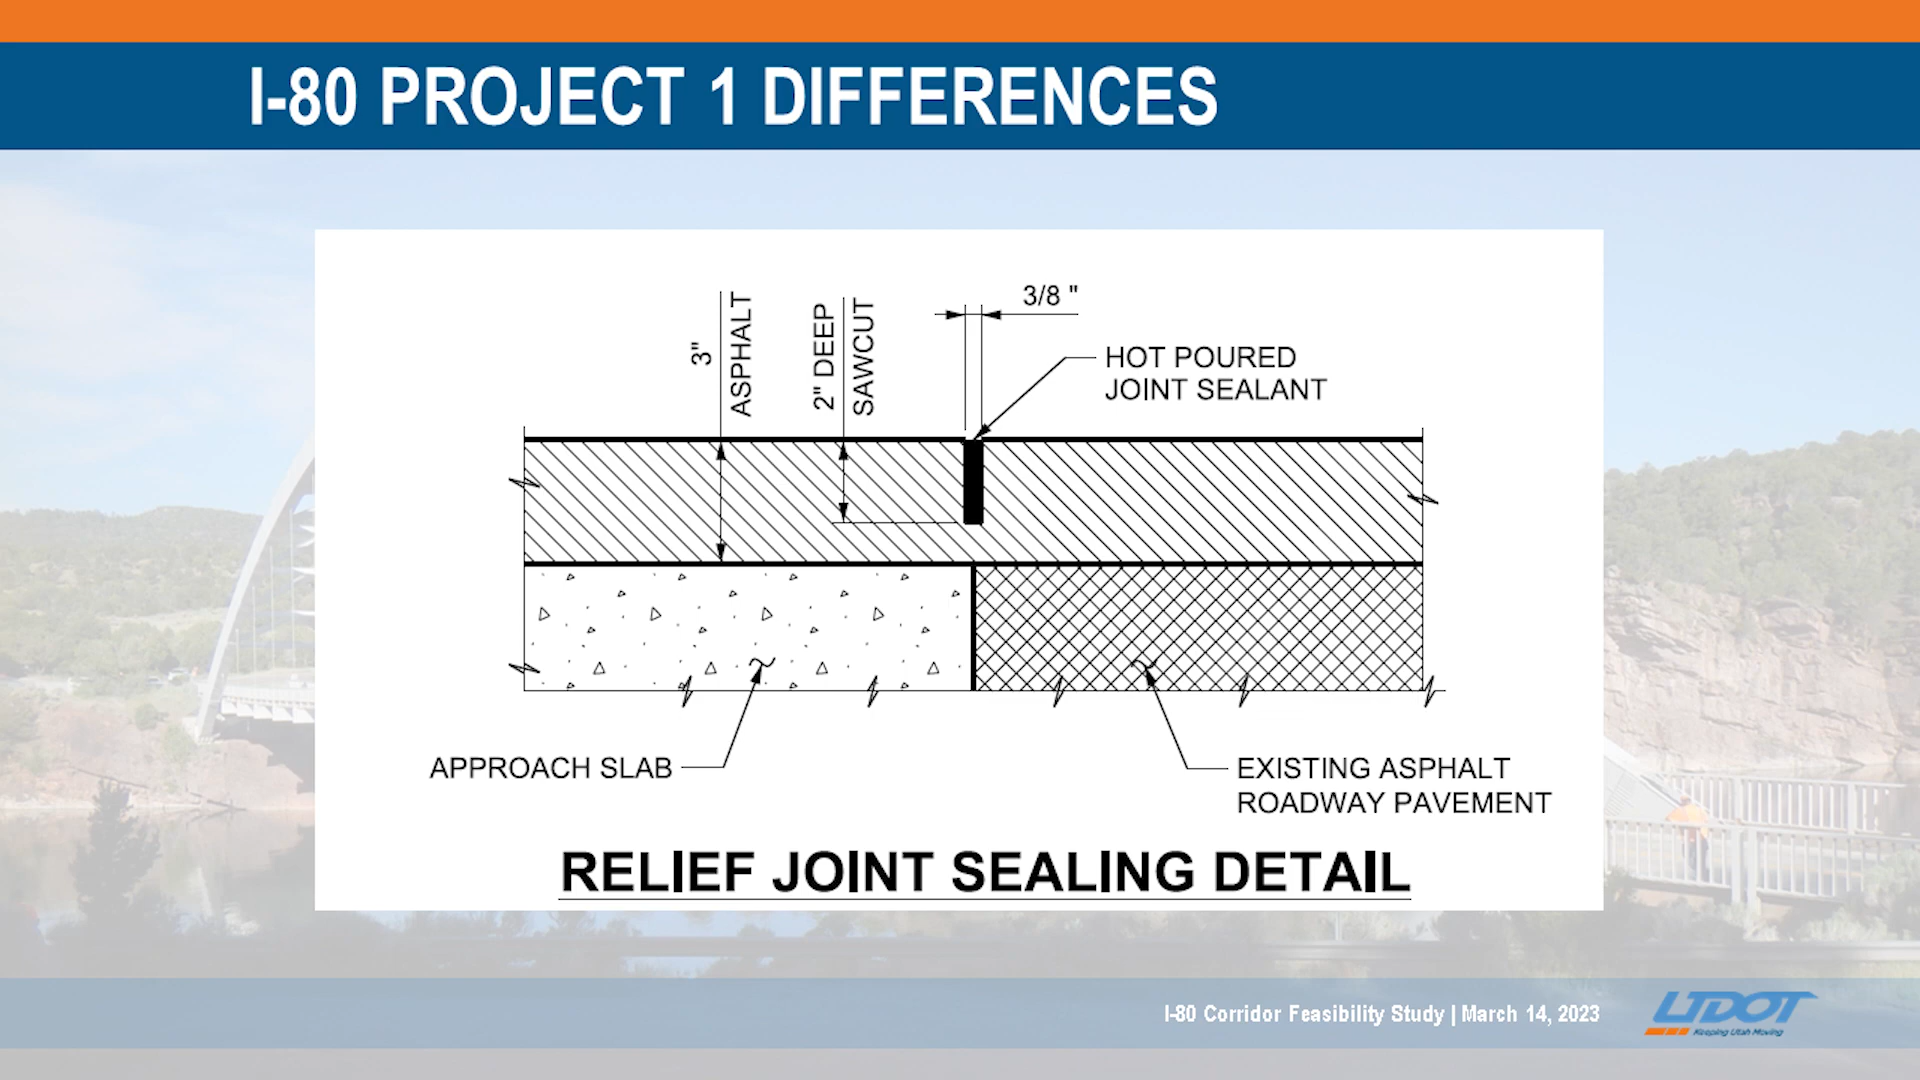 I-80 PROJECT 1 DIFFERENCES
3"
ASPHALT
2" DEEP
SAWCUT
3/8 "
HOT POURED
JOINT SEALANT
APPROACH SLAB
EXISTING ASPHALT
ROADWAY PAVEMENT
RELIEF JOINT SEALING DETAIL
I-80 Corridor Feasibility Study | March 14, 2023
UDOT
Keeping Utah Moving